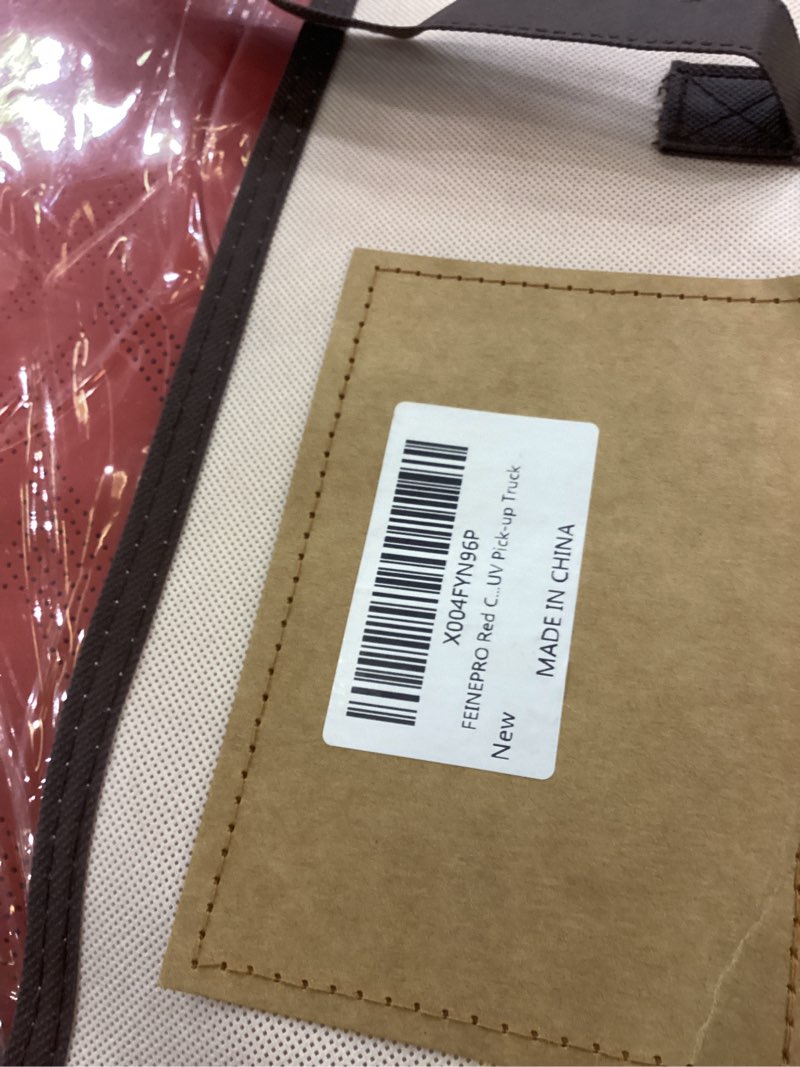 X004FYN96P
FEINEPRO Red C...UV Pick-up Truck
New
MADE IN CHINA